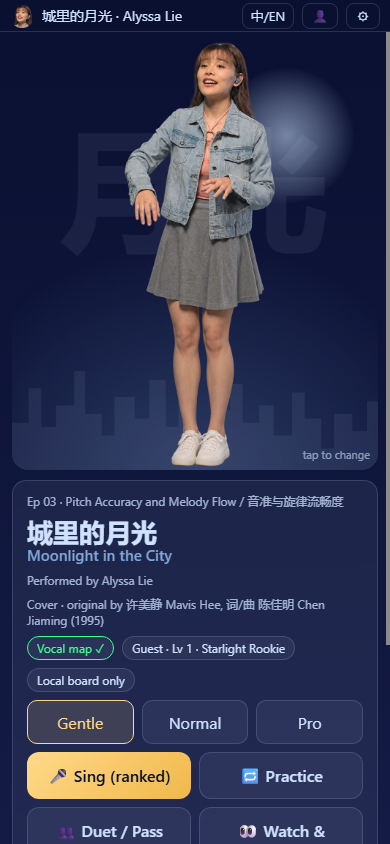 城里的月光 · Alyssa Lie
中/EN
月光
tap to change
Ep 03 · Pitch Accuracy and Melody Flow / 音准与旋律流畅度
城里的月光
Moonlight in the City
Performed by Alyssa Lie
Cover · original by 许美静 Mavis Hee, 词/曲 陈佳明 Chen
Jiaming (1995)
Vocal map ✓
Guest · Lv 1 · Starlight Rookie
Local board only
Gentle
Normal
Pro
🎤 Sing (ranked)
🔁 Practice
👥 Duet / Pass
👀 Watch &